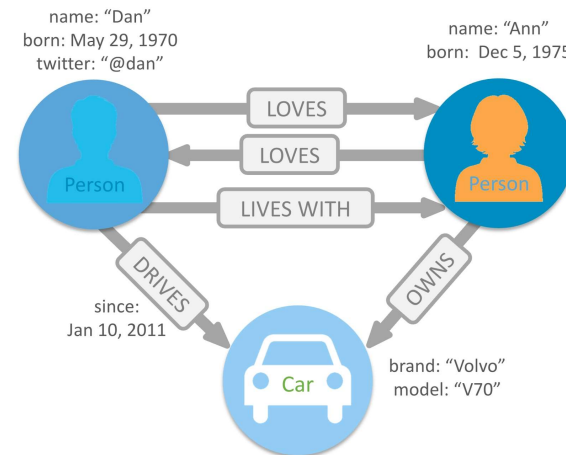 name: “Dan”
born: May 29, 1970
twitter: “@dan”
name: “Ann”
born:  Dec 5, 1975
LOVES
LOVES
Person
Person
LIVES WITH
DRIVES
OWNS
since:
Jan 10, 2011
Car
brand: “Volvo”
model: “V70”